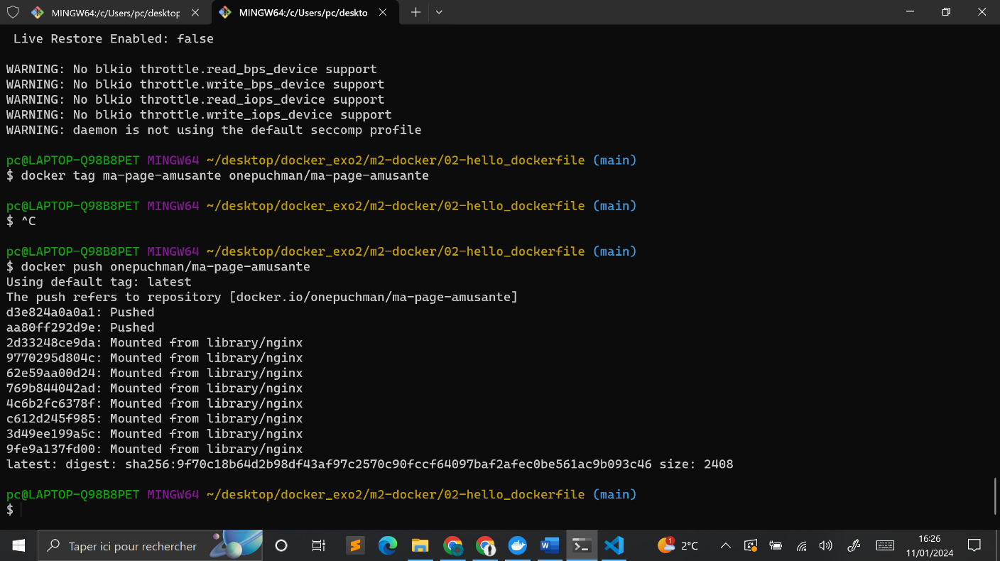 MINGW64:/c/Users/pc/desktop
MINGW64:/c/Users/pc/deskto
Live Restore Enabled: false
WARNING: No blkio throttle.read_bps_device support
WARNING: No blkio throttle.write_bps_device support
WARNING: No blkio throttle.read_iops_device support
WARNING: No blkio throttle.write_iops_device support
WARNING: daemon is not using the default seccomp profile
pc@LAPTOP-Q98B8PET MINGW64 ~/desktop/docker_exo2/m2-docker/02-hello_dockerfile (main)
$ docker tag ma-page-amusante onepuchman/ma-page-amusante
pc@LAPTOP-Q98B8PET MINGW64 ~/desktop/docker_exo2/m2-docker/02-hello_dockerfile (main)
$ ^C
pc@LAPTOP-Q98B8PET MINGW64 ~/desktop/docker_exo2/m2-docker/02-hello_dockerfile (main)
$ docker push onepuchman/ma-page-amusante
Using default tag: latest
The push refers to repository [docker.io/onepuchman/ma-page-amusante]
d3e824a0a0a1: Pushed
aa80ff292d9e: Pushed
2d33248ce9da: Mounted from library/nginx
9770295d804c: Mounted from library/nginx
62e59aa00d24: Mounted from library/nginx
769b844042ad: Mounted from library/nginx
4c6b2fc6378f: Mounted from library/nginx
c612d245f985: Mounted from library/nginx
3d49ee199a5c: Mounted from library/nginx
9fe9a137fd00: Mounted from library/nginx
latest: digest: sha256:9f70c18b64d2b98df43af97c2570c90fccf64097baf2afec0be561ac9b093c46 size: 2408
pc@LAPTOP-Q98B8PET MINGW64 ~/desktop/docker_exo2/m2-docker/02-hello_dockerfile (main)
$
Taper ici pour rechercher
1
2°C
16:26
11/01/2024